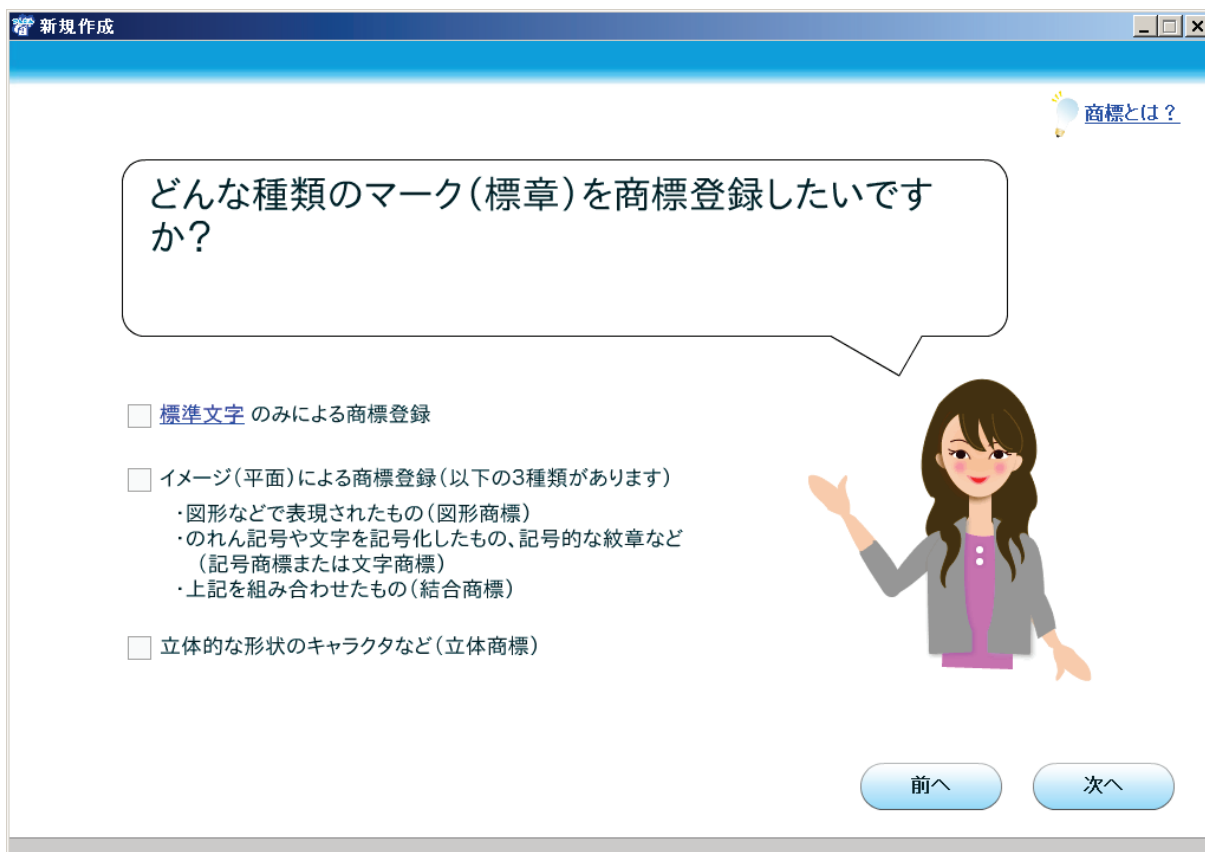 新規作成
商標とは？
どんな種類のマーク(標章)を商標登録したいです
か？
標準文字 のみによる商標登録
イメージ(平面)による商標登録(以下の3種類があります)
・図形などで表現されたもの(図形商標)
・のれん記号や文字を記号化したもの、記号的な紋章など
(記号商標または文字商標)
・上記を組み合わせたもの(結合商標)
立体的な形状のキャラクタなど(立体商標)
前へ
次へ